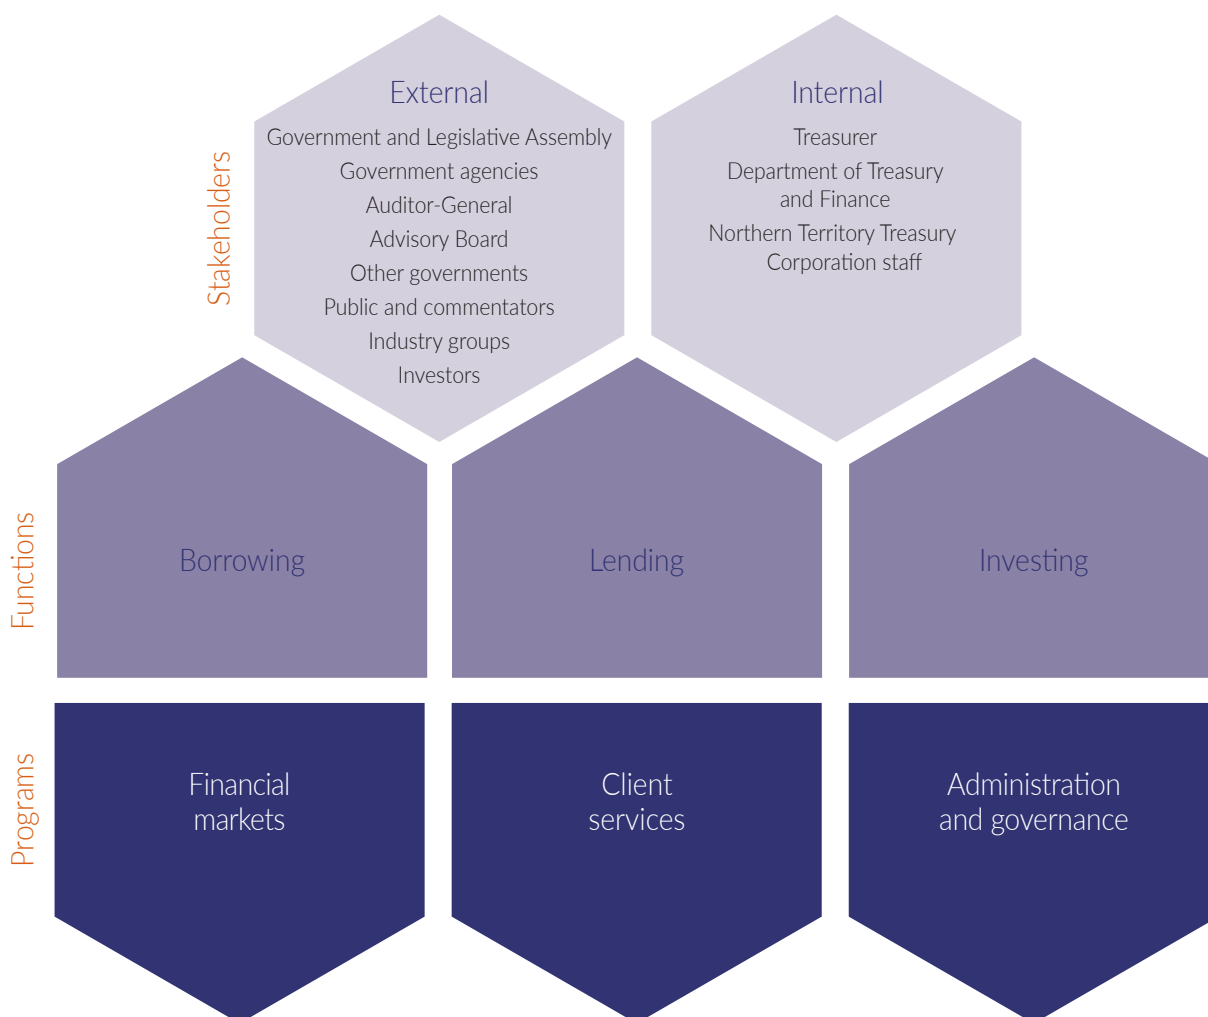 Stakeholders
External
Government and Legislative Assembly
Government agencies
Auditor-General
Advisory Board
Other governments
Public and commentators
Industry groups
Investors
Internal
Treasurer
Department of Treasury
and Finance
Northern Territory Treasury
Corporation staff
Functions
Borrowing
Lending
Investing
Programs
Financial
markets
Client
services
Administration
and governance